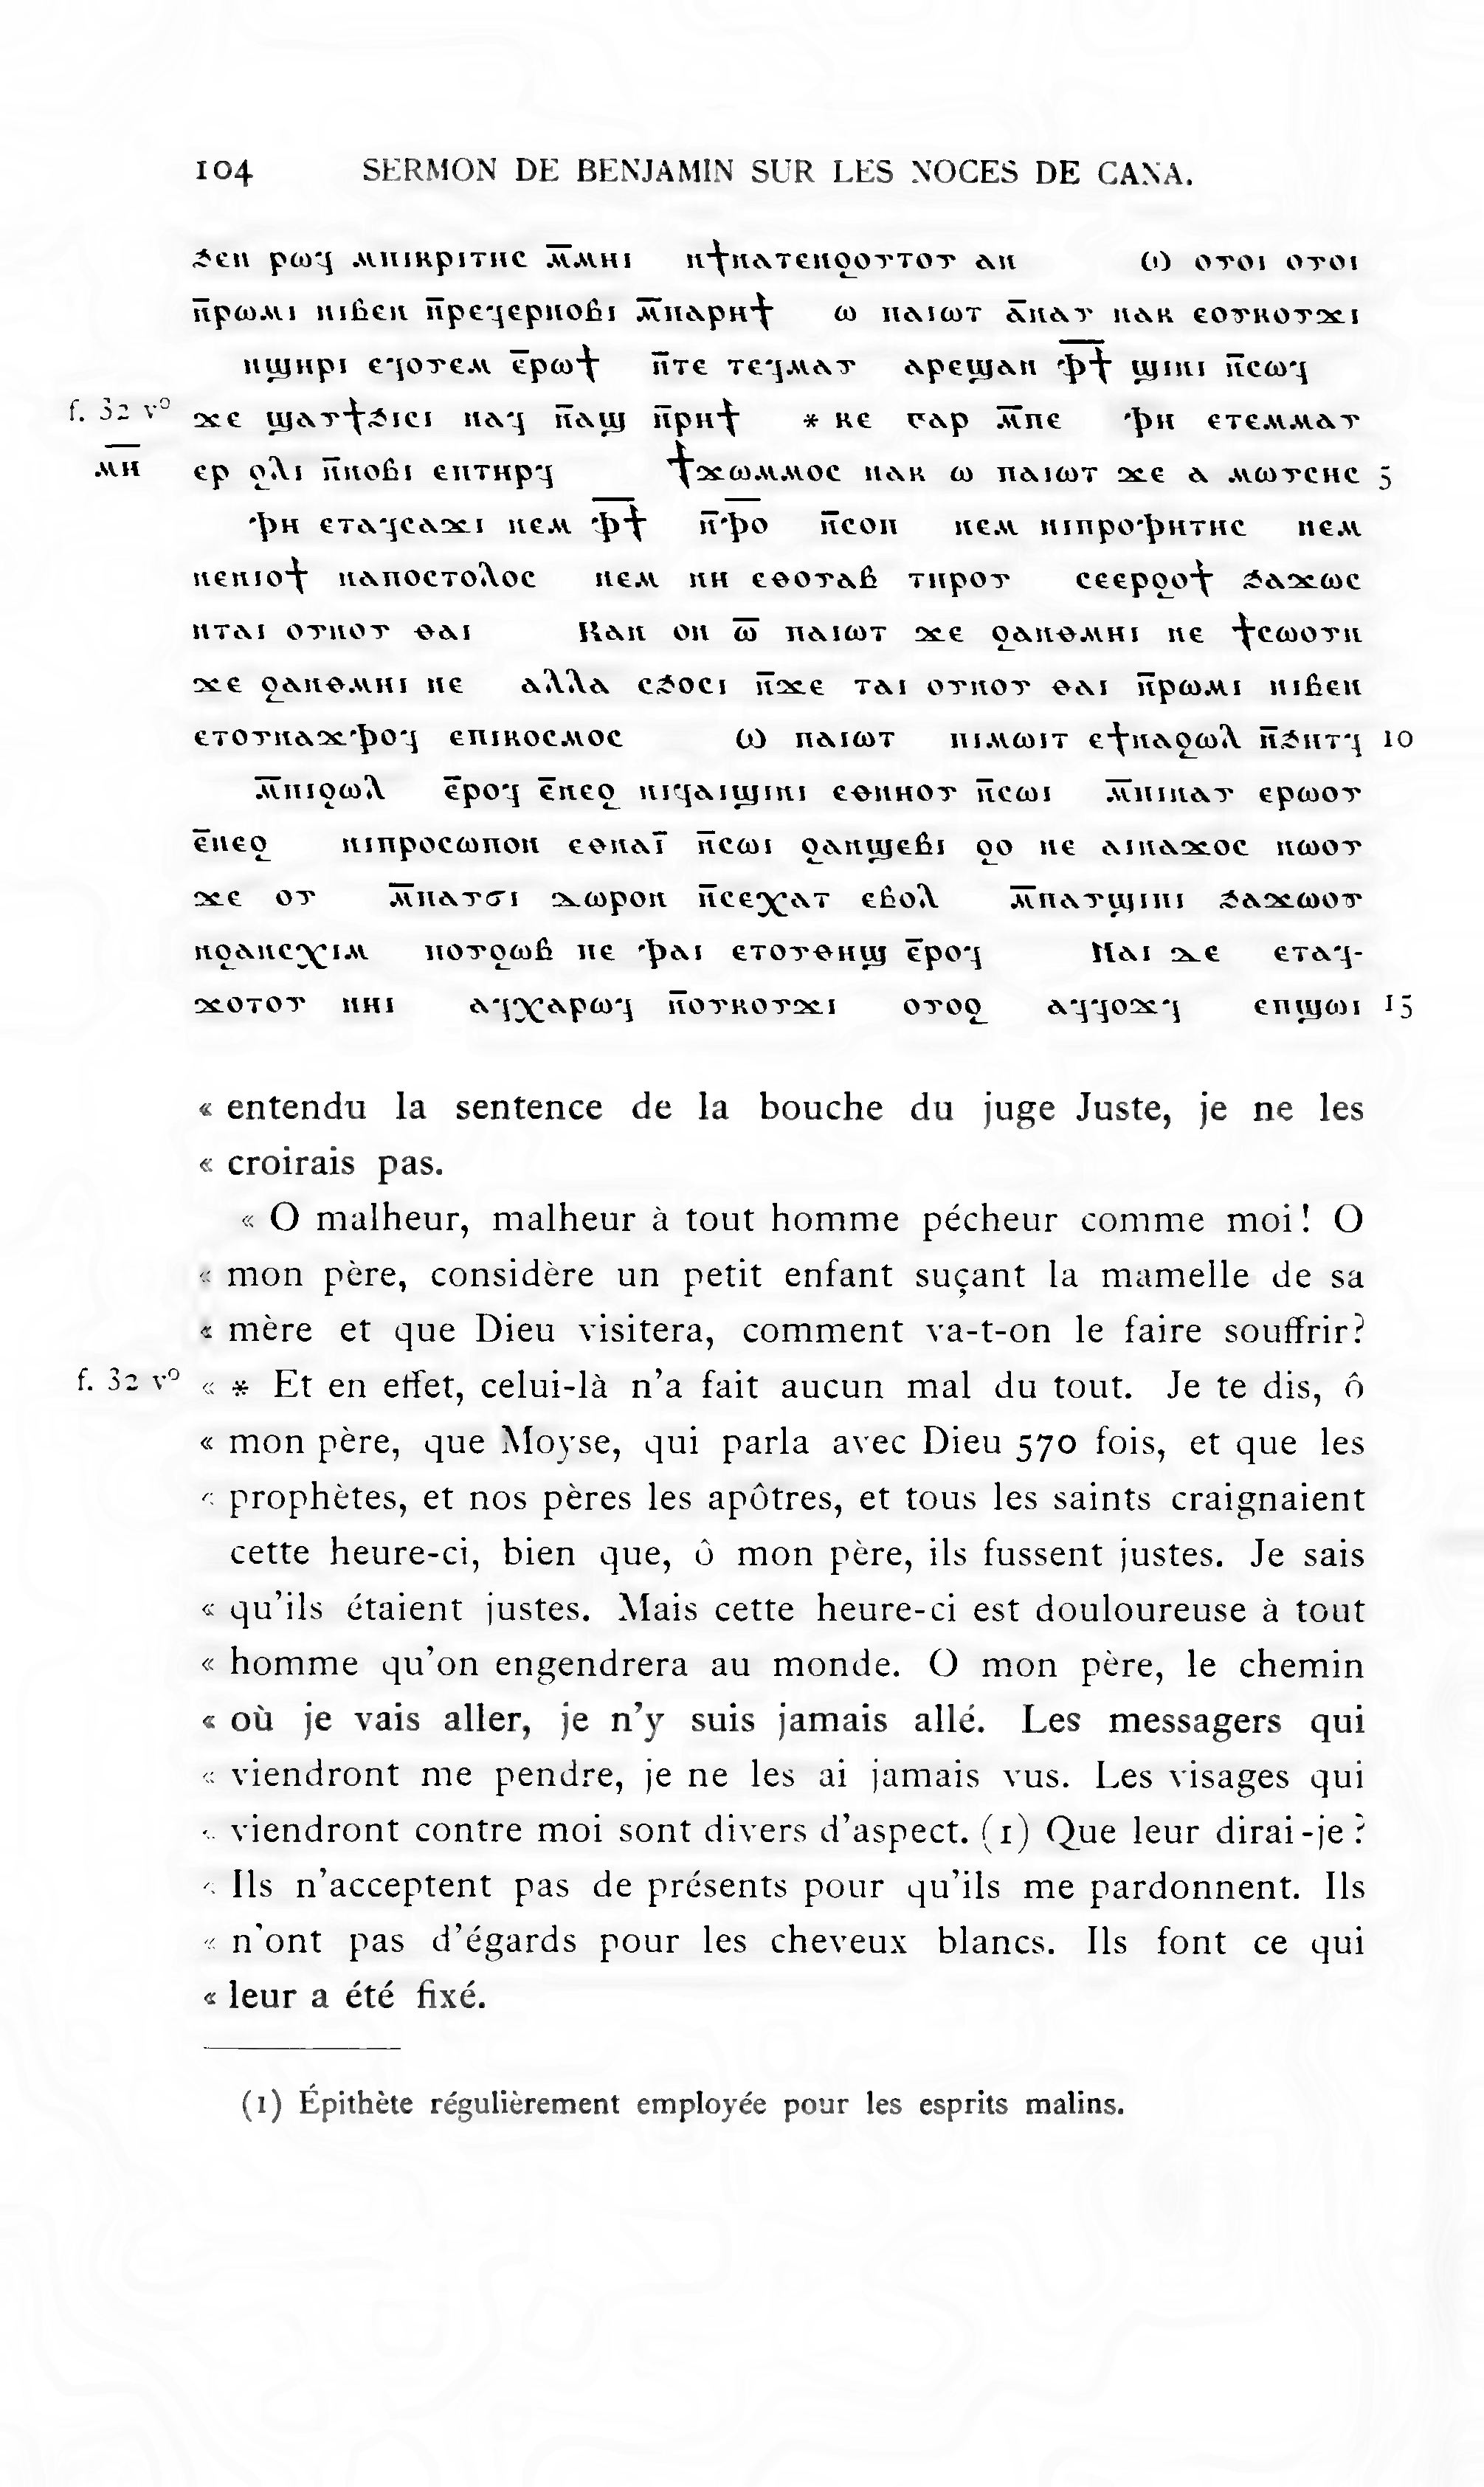 104 SERMON DE BENJAMIN SUR LES NOCES DE CANA.
ϧⲉⲛ ⲣⲱϥ ⲙⲡⲓⲕⲣⲓⲧⲏⲥ ⲙ̅ⲙⲏⲓ ⲛϯⲛⲁⲧⲉⲛϩⲟⲩⲧⲟⲩ ⲁⲛ Ⲱ ⲟⲩⲟⲓ ⲟⲩⲟⲓ
ⲛ̅ⲣⲱⲙⲓ ⲛⲓⲃⲉⲛ ⲛ̅ⲣⲉϥⲉⲣⲛⲟⲃⲓ ⲙ̅ⲡⲁⲣⲏϯ ⲱ ⲡⲁⲓⲱⲧ ⲁ̅ⲛⲁⲩ ⲛⲁⲕ ⲉⲟⲩⲕⲟⲩϫⲓ
ⲛϣⲏⲣⲓ ⲉϥⲟⲩⲉⲙ ⲉ̅ⲣⲱϯ ⲛ̅ⲧⲉ ⲧⲉϥⲙⲁⲩ ⲁⲣⲉϣⲁⲛ ⲫ̅ϯ̅ ϣⲓⲛⲓ ⲛ̅ⲥⲱϥ
f. 32 vº ϫⲉ ϣⲁⲩϯϧⲓⲥⲓ ⲛⲁϥ ⲛ̅ⲁϣ ⲛ̅ⲣⲏϯ * ⲕⲉ ⲅⲁⲣ ⲙ̅ⲡⲉ ⲫⲏ ⲉⲧⲉⲙⲙⲁⲩ
ⲙ̅ⲏ̅ ⲉⲣ ϩⲗⲓ ⲛ̅ⲛⲟⲃⲓ ⲉⲡⲧⲏⲣϥ ϯϫⲱⲙⲙⲟⲥ ⲛⲁⲕ ⲱ ⲡⲁⲓⲱⲧ ϫⲉ ⲁ ⲙⲱⲩⲥⲏⲥ 5
ⲫⲏ ⲉⲧⲁϥⲥⲁϫⲓ ⲛⲉⲙ ⲫ̅ϯ̅ ⲛ̅ⲫ̅ⲟ ⲛ̅ⲥⲟⲡ ⲛⲉⲙ ⲛⲓⲡⲣⲟⲫⲏⲧⲏⲥ ⲛⲉⲙ
ⲛⲉⲛⲓⲟϯ ⲛⲁⲡⲟⲥⲧⲟⲗⲟⲥ ⲛⲉⲙ ⲛⲏ ⲉⲑⲟⲩⲁⲃ ⲧⲏⲣⲟⲩ ⲥⲉⲉⲣϩⲟϯ ϧⲁϫⲱⲥ
ⲛⲧⲁⲓ ⲟⲩⲛⲟⲩ ⲑⲁⲓ Ⲕⲁⲛ ⲟⲛ ⲱ̅ ⲡⲁⲓⲱⲧ ϫⲉ ϩⲁⲛⲑⲙⲏⲓ ⲛⲉ ϯⲥⲱⲟⲩⲛ
ϫⲉ ϩⲁⲛⲑⲙⲏⲓ ⲛⲉ ⲁⲗⲗⲁ ⲥϧⲟⲥⲓ ⲛ̅ϫⲉ ⲧⲁⲓ ⲟⲩⲛⲟⲩ ⲑⲁⲓ ⲛ̅ⲣⲱⲙⲓ ⲛⲓⲃⲉⲛ
ⲉⲧⲟⲩⲛⲁϫⲫⲟϥ ⲉⲡⲓⲕⲟⲥⲙⲟⲥ Ⲱ ⲡⲁⲓⲱⲧ ⲡⲓⲙⲱⲓⲧ ⲉϯⲛⲁϩⲱⲗ ⲛ̅ϧⲏⲧϥ 10
ⲙ̅ⲡⲓϩⲱⲗ ⲉ̅ⲣⲟϥ ⲉ̅ⲛⲉϩ ⲛⲓϥⲁⲓϣⲓⲛⲓ ⲉⲑⲛⲏⲟⲩ ⲛ̅ⲥⲱⲓ ⲙ̅ⲡⲓⲛⲁⲩ ⲉⲣⲱⲟⲩ
ⲉ̅ⲛⲉϩ ⲛⲓⲡⲣⲟⲥⲱⲡⲟⲛ ⲉⲑⲛⲁⲓ̅ ⲛ̅ⲥⲱⲓ ϩⲁⲛϣⲉⲃⲓ ϩⲟ ⲛⲉ ⲁⲓⲛⲁϫⲟⲥ ⲛⲱⲟⲩ
ϫⲉ ⲟⲩ ⲙ̅ⲡⲁⲩϭⲓ ⲇⲱⲣⲟⲛ ⲛ̅ⲥⲉⲭⲁⲧ ⲉⲃⲟⲗ ⲙ̅ⲡⲁⲩϣⲓⲡⲓ ϧⲁϫⲱⲟⲩ
ⲛϩⲁⲛⲥⲭⲓⲙ ⲛⲟⲩϩⲱⲃ ⲡⲉ ⲫⲁⲓ ⲉⲧⲟⲩⲑⲏϣ ⲉ̅ⲣⲟϥ Ⲛⲁⲓ ⲇⲉ ⲉⲧⲁϥ-
ϫⲟⲧⲟⲩ ⲛⲏⲓ ⲁϥⲭⲁⲣⲱϥ ⲛ̅ⲟⲩⲕⲟⲩϫⲓ ⲟⲩⲟϩ ⲁϥϥⲟϫϥ ⲉⲡϣⲱⲓ 15
« entendu la sentence de la bouche du juge Juste, je ne les
« croirais pas.
« O malheur, malheur à tout homme pécheur comme moi! O
« mon père, considère un petit enfant suçant la mamelle de sa
« mère et que Dieu visitera, comment va-t-on le faire souffrir?
f. 32 vº « * Et en effet, celui-là n'a fait aucun mal du tout. Je te dis, ô
« mon père, que Moyse, qui parla avec Dieu 570 fois, et que les
« prophètes, et nos pères les apôtres, et tous les saints craignaient
cette heure-ci, bien que, ô mon père, ils fussent justes. Je sais
« qu'ils étaient justes. Mais cette heure-ci est douloureuse à tout
« homme qu'on engendrera au monde. O mon père, le chemin
« où je vais aller, je n'y suis jamais allé. Les messagers qui
« viendront me pendre, je ne les ai jamais vus. Les visages qui
« viendront contre moi sont divers d'aspect. (1) Que leur dirai-je?
« Ils n'acceptent pas de présents pour qu'ils me pardonnent. Ils
« n'ont pas d'égards pour les cheveux blancs. Ils font ce qui
« leur a été fixé.
(1) Épithète régulièrement employée pour les esprits malins.